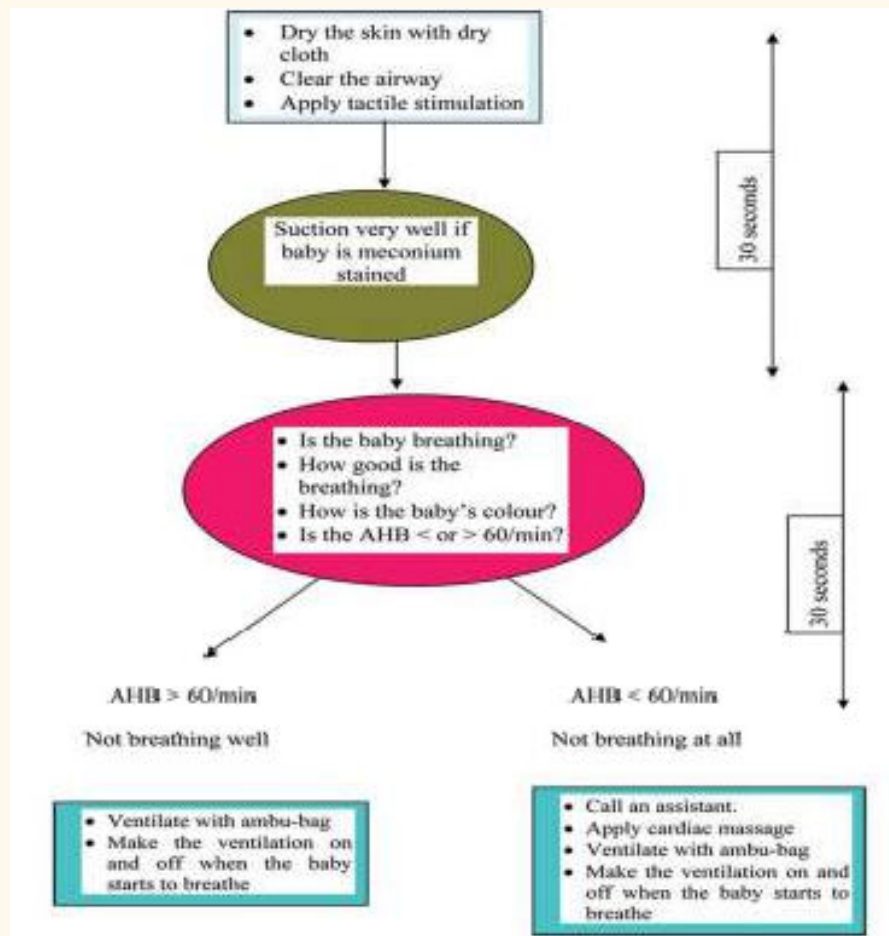 • Dry the skin with dry
cloth
• Clear the airway
• Apply tactile stimulation
30 seconds
Suction very well if
baby is meconium
stained
• Is the baby breathing?
• How good is the
breathing?
• How is the baby's colour?
• Is the AHB < or > 60/min?
30 seconds
AHB > 60/min
Not breathing well
AHB < 60/min
Not breathing at all
• Ventilate with ambu-bag
• Make the ventilation on
and off when the baby
starts to breathe
• Call an assistant.
• Apply cardiac massage
• Ventilate with ambu-bag
• Make the ventilation on and
off when the baby starts to
breathe